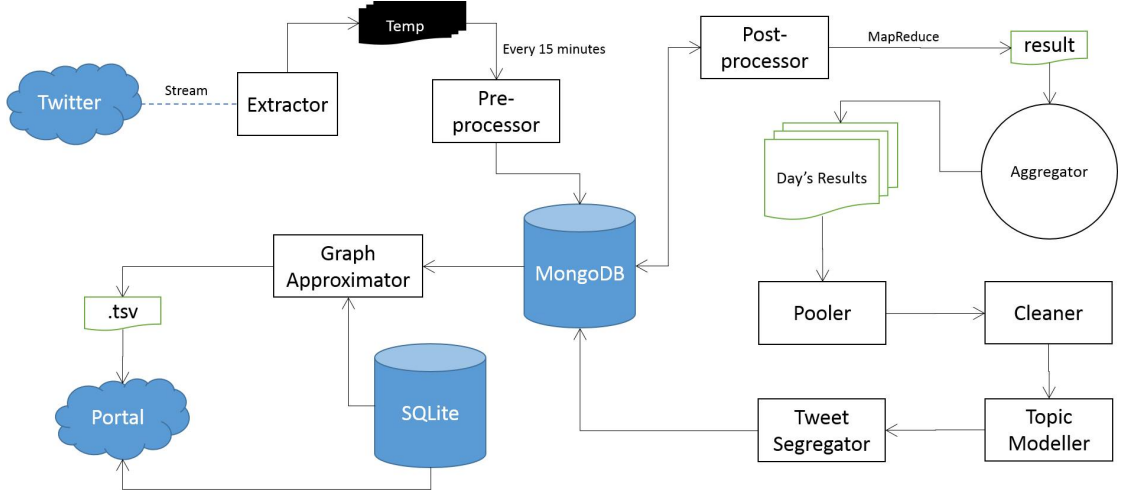 Temp
Every 15 minutes
Twitter
Stream
Extractor
Pre-
processor
Post-
processor
MapReduce
result
Day's Results
Aggregator
Graph
Approximator
MongoDB
Pooler
Cleaner
.tsv
Portal
SQLite
Tweet
Segregator
Topic
Modeller